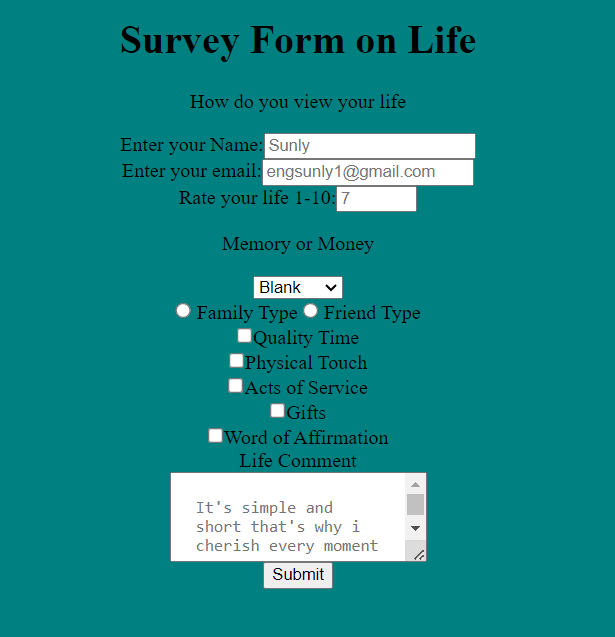 Survey Form on Life
How do you view your life
Enter your Name: Sunly
Enter your email: engsunly1@gmail.com
Rate your life 1-10: 7
Memory or Money
Blank
Family Type Friend Type
Quality Time
Physical Touch
Acts of Service
Gifts
Word of Affirmation
Life Comment
It's simple and
short that's why i
cherish every moment
Submit